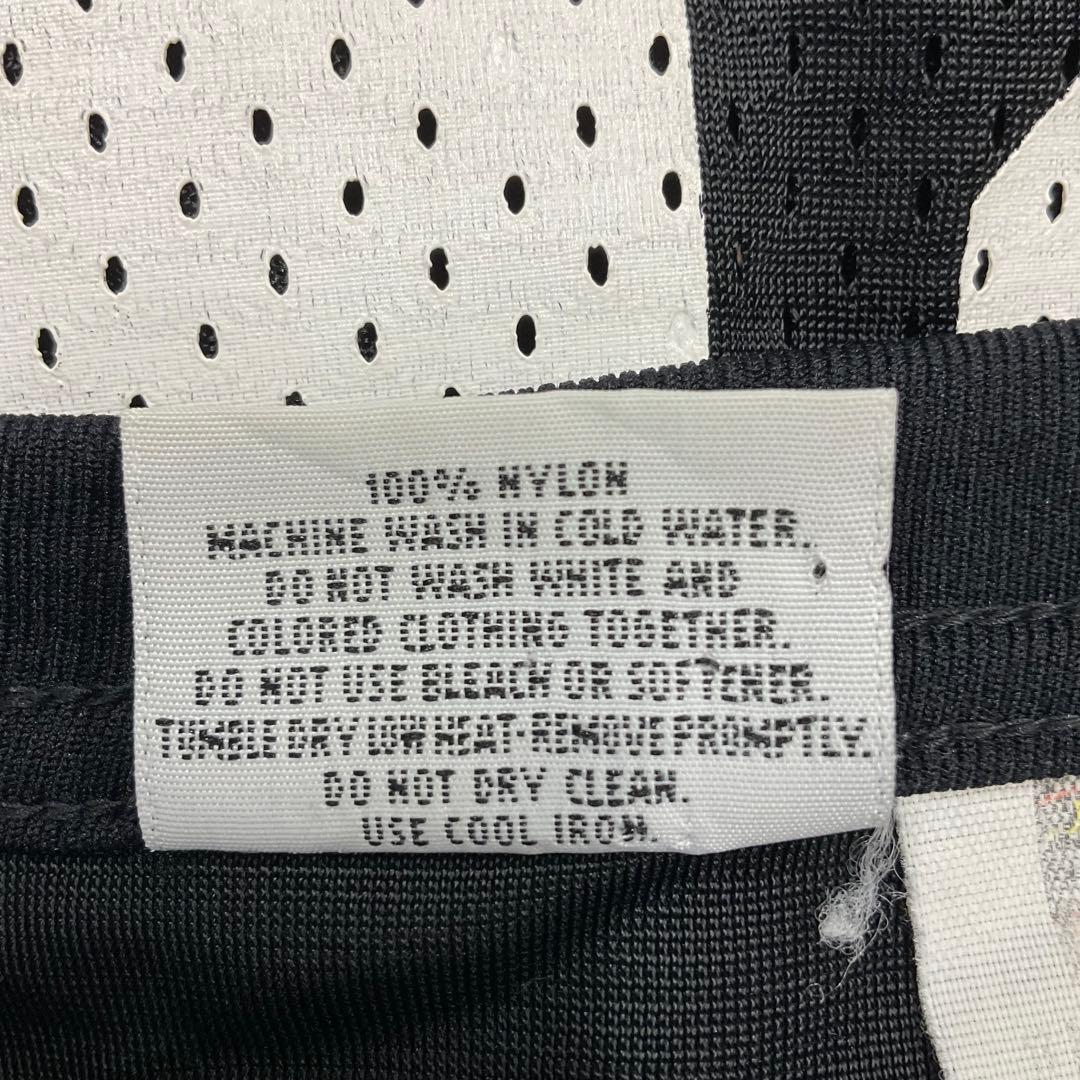 100% NYLON
MACHINE WASH IN COLD WATER.
DO NOT WASH WHITE AND
COLORED CLOTHING TOGETHER.
DO NOT USE BLEACH OR SOFTENER.
TUMBLE DRY LOW HEAT-REMOVE PROMPTLY.
DO NOT DRY CLEAN.
USE COOL IRON.